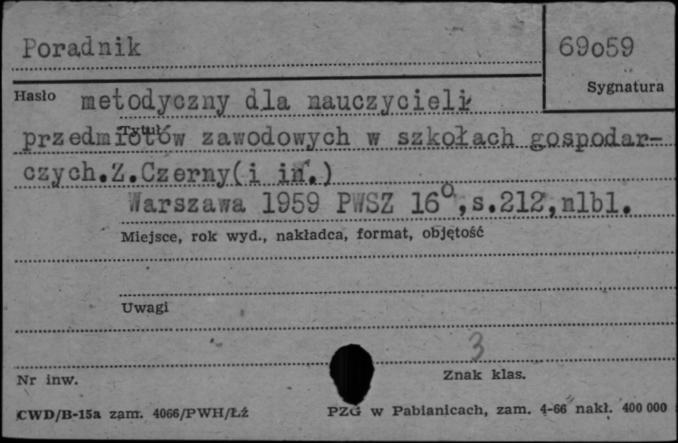 Poradnik
69o59
Hasło
Sygnatura
metodyczny dla nauczycieli
Tytuł
przedmiotów zawodowych w szkołach gospodar-
czych.Z.Czerny(i in.)
Warszawa 1959 PWSZ 16°,s.212,nlbl.
Miejsce, rok wyd., nakładca, format, objętość
Uwagi
3
Nr inw.
Znak klas.
CWD/B-15a zam. 4066/PWH/Łź
PZG w Pabianicach, zam. 4-66 nakł. 400 000